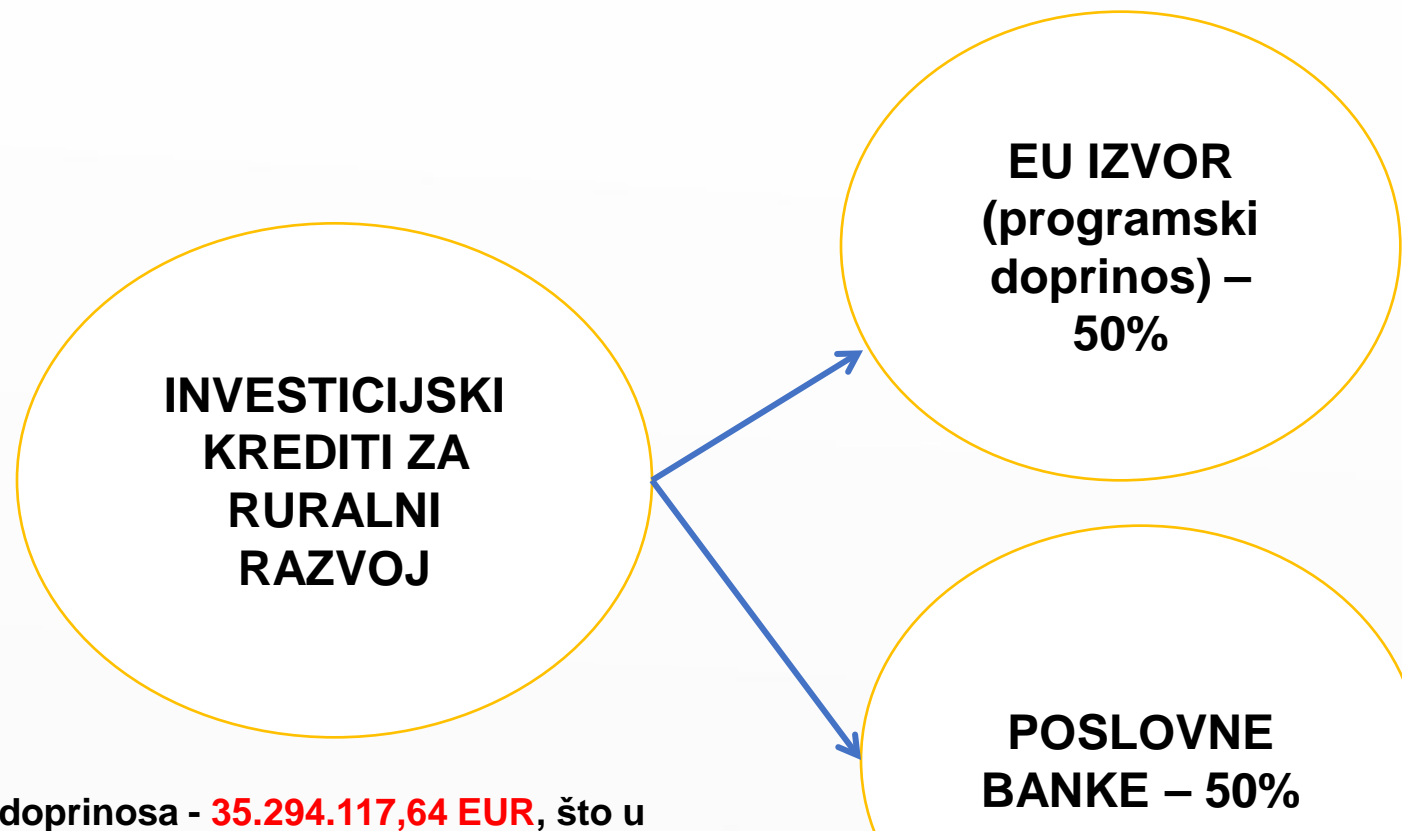 EU IZVOR
(programski
doprinos) –
50%
INVESTICIJSKI
KREDITI ZA
RURALNI
RAZVOJ
POSLOVNE
BANKE – 50%
doprinosa - 35.294.117,64 EUR, što u